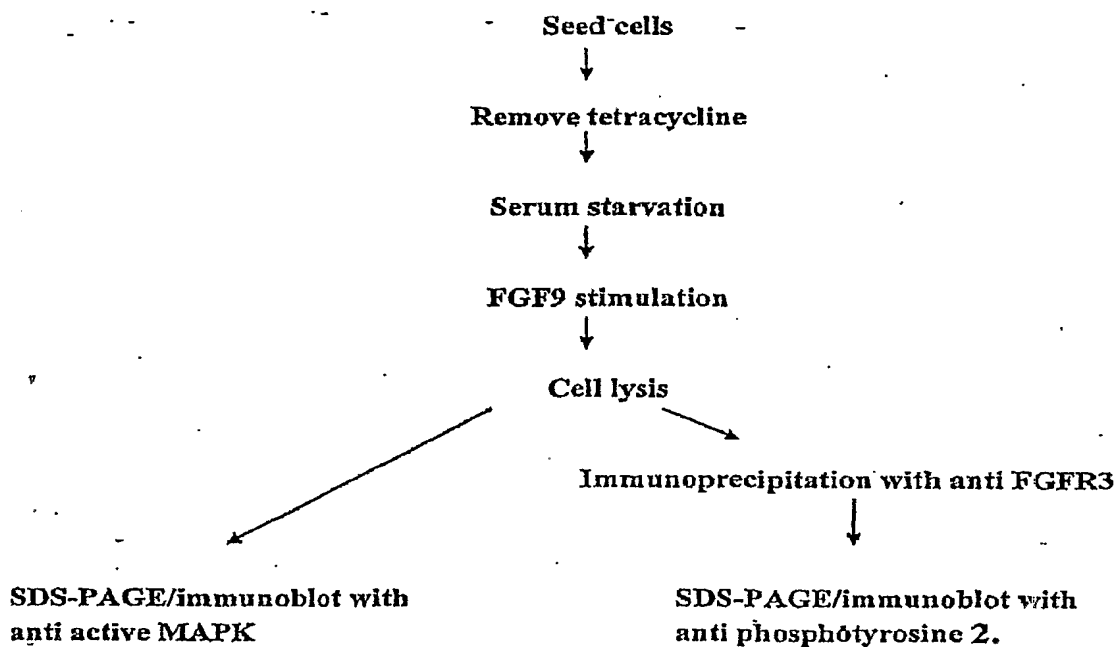 Seed cells
Remove tetracycline
Serum starvation
FGF9 stimulation
Cell lysis
Immunoprecipitation with anti FGFR3
SDS-PAGE/immunoblot with
anti active MAPK
SDS-PAGE/immunoblot with
anti phosphotyrosine 2.